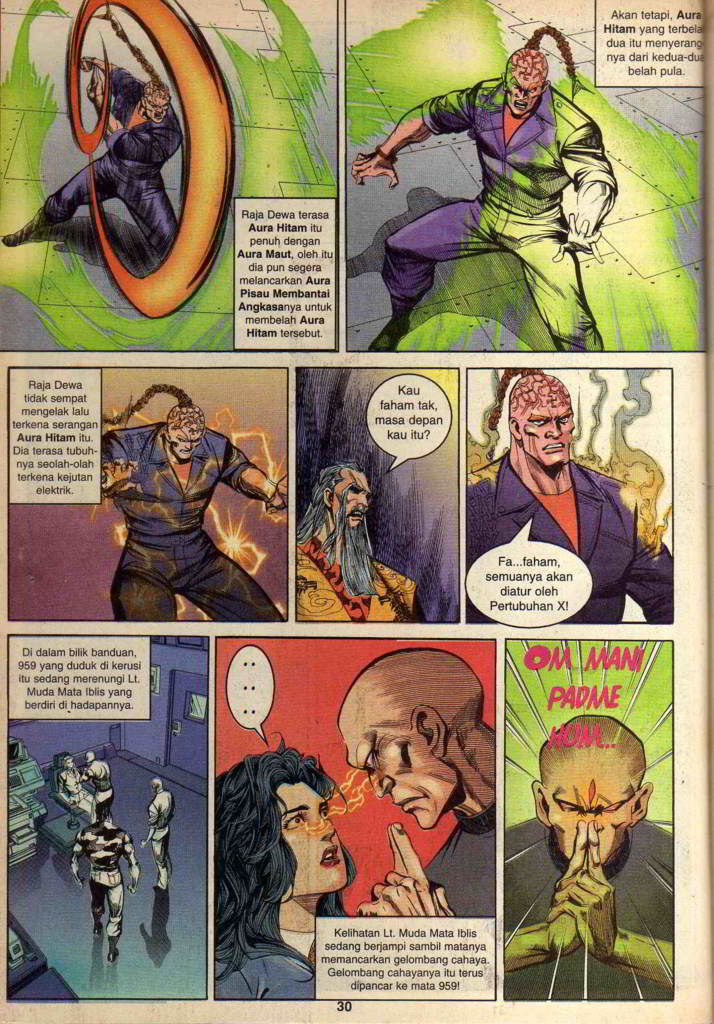 Raja Dewa terasa
Aura Hitam itu
penuh dengan
Aura Maut, oleh itu
dia pun segera
melancarkan Aura
Pisau Membantai
Angkasanya untuk
membelah Aura
Hitam tersebut.
Akan tetapi, Aura
Hitam yang terbela
dua itu menyerang
nya dari kedua-dua
belah pula.
Raja Dewa
tidak sempat
mengelak lalu
terkena serangan
Aura Hitam itu.
Dia terasa tubuh-
nya seolah-olah
terkena kejutan
elektrik.
Kau
faham tak,
masa depan
kau itu?
Fa...faham,
semuanya akan
diatur oleh
Pertubuhan X!
Di dalam bilik banduan,
959 yang duduk di kerusi
itu sedang merenungi Lt.
Muda Mata Iblis yang
berdiri di hadapannya.
Kelihatan Lt. Muda Mata Iblis
sedang berjampi sambil matanya
memancarkan gelombang cahaya.
Gelombang cahayanya itu terus
dipancar ke mata 959!
OM MANI
PADME
HUM...
30